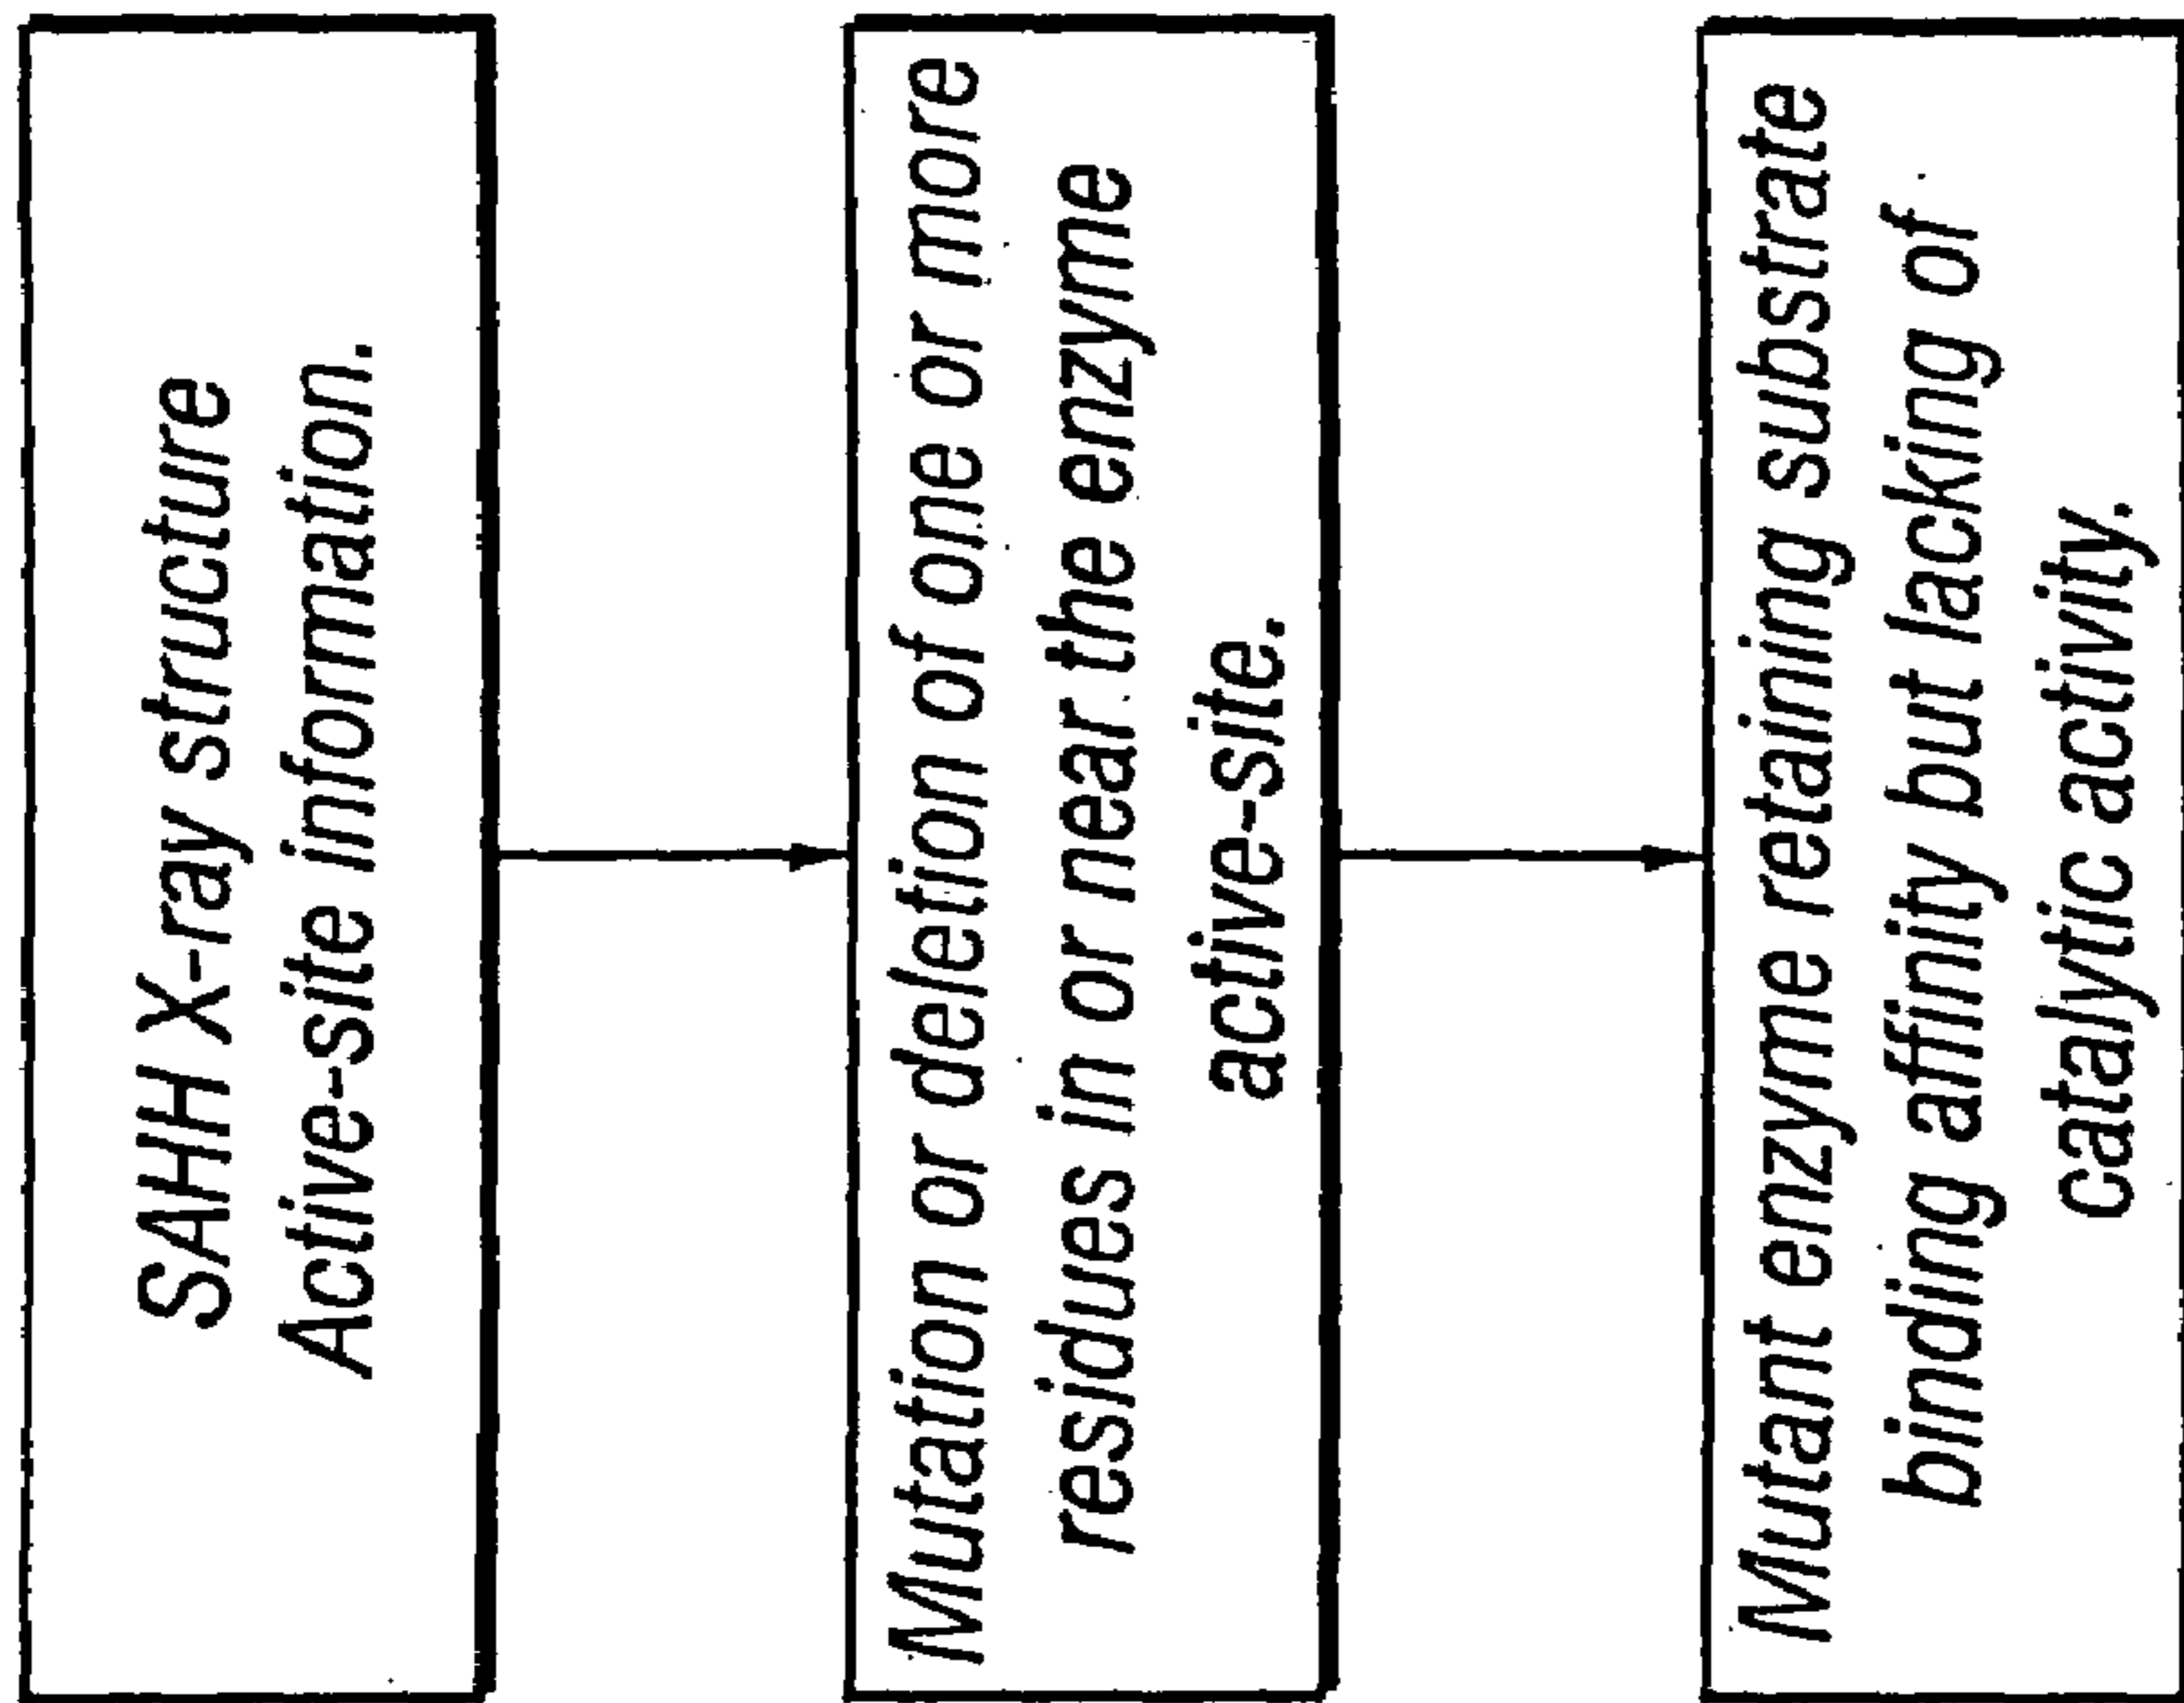 SAHH X-ray structure
Active-site information.
Mutation or deletion of one or more
residues in or near the enzyme
active-site.
Mutant enzyme retaining substrate
binding affinity but lacking of
catalytic activity.